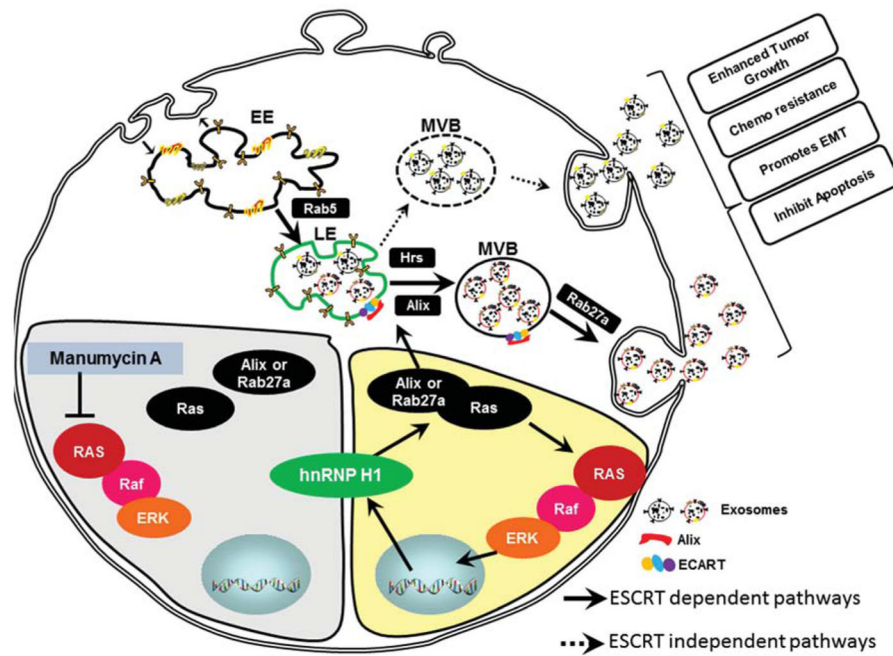 Enhanced Tumor
Growth
Chemo resistance
Promotes EMT
Inhibit Apoptosis
EE
MVB
Rab5
LE
Hrs
MVB
Alix
Rab27a
Manumycin A
Alix or
Rab27a
Ras
RAS
Raf
ERK
Alix or
Rab27a
Ras
hnRNP H1
RAS
Raf
ERK
Exosomes
Alix
ECART
ESCRT dependent pathways
ESCRT independent pathways